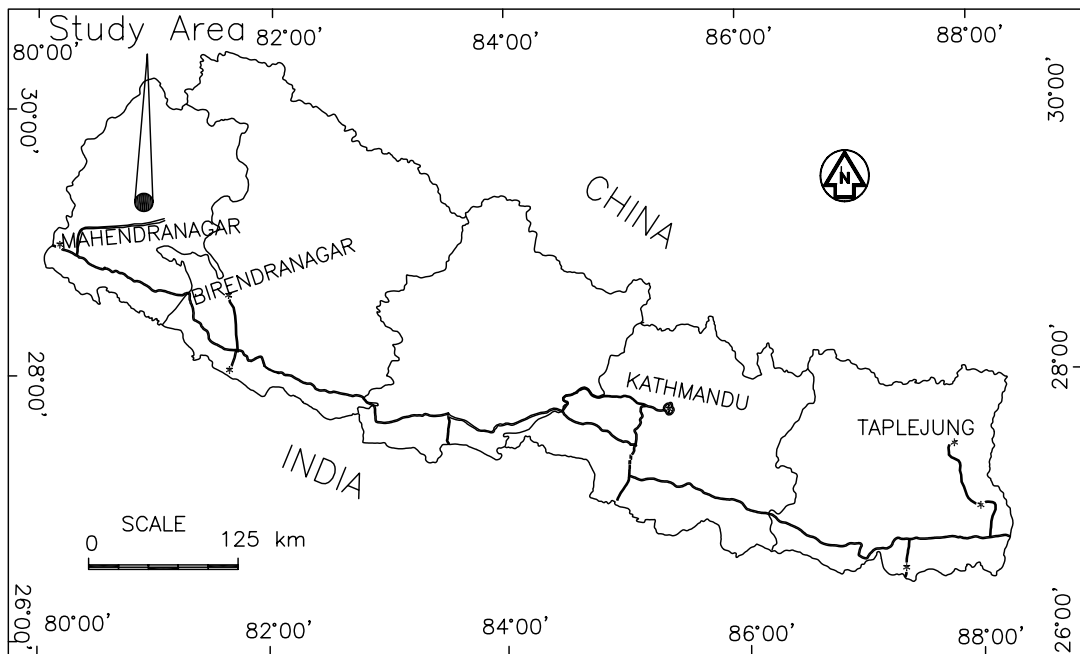 Study Area
80°00'
82°00'
84°00'
86°00'
88°00'
30°00'
30°00'
N
CHINA
MAHENDRANAGAR
BIRENDRANAGAR
28°00'
28°00'
KATHMANDU
TAPLEJUNG
INDIA
SCALE
0 125 km
26°00'
26°00'
80°00'
82°00'
84°00'
86°00'
88°00'